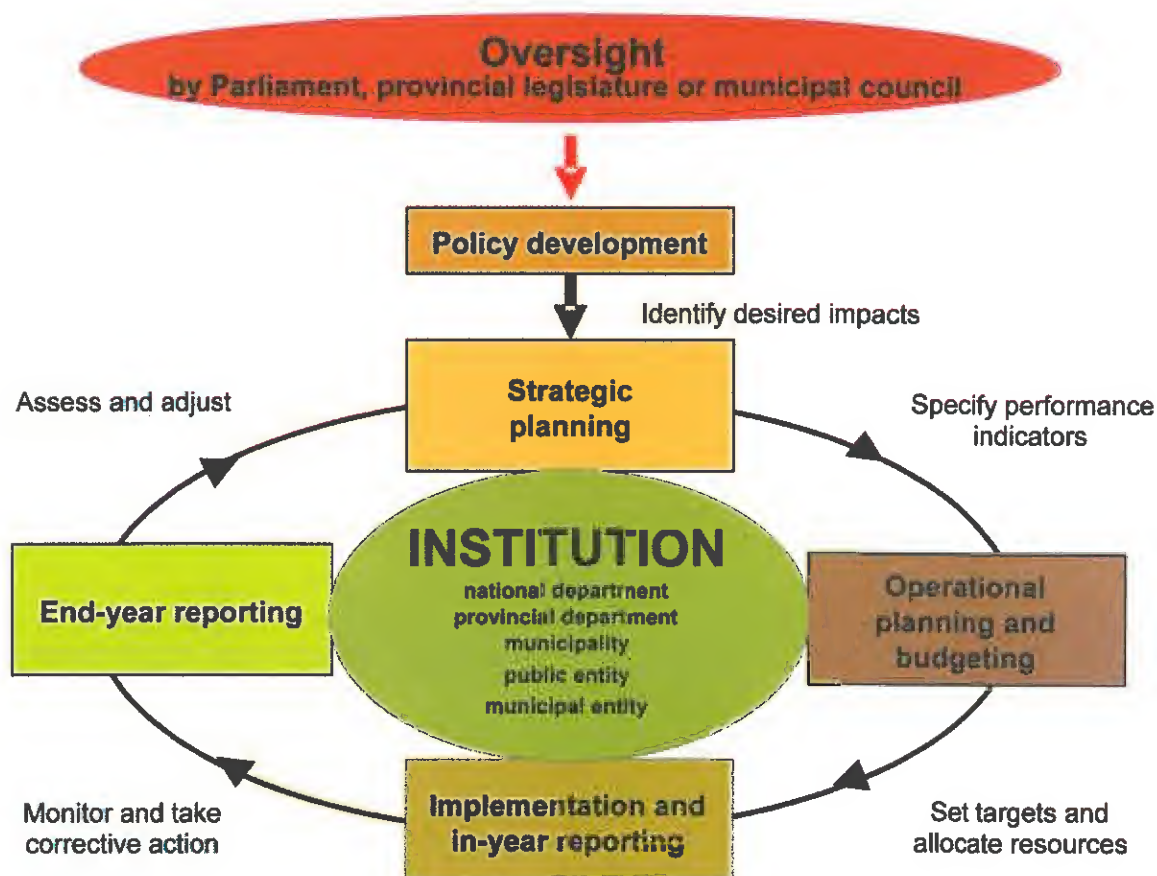 Oversight
by Parliament, provincial legislature or municipal council
Policy development
Identify desired impacts
Strategic
planning
Assess and adjust
Specify performance
indicators
INSTITUTION
national department
provincial department
municipality
public entity
municipal entity
End-year reporting
Operational
planning and
budgeting
Implementation and
in-year reporting
Monitor and take
corrective action
Set targets and
allocate resources